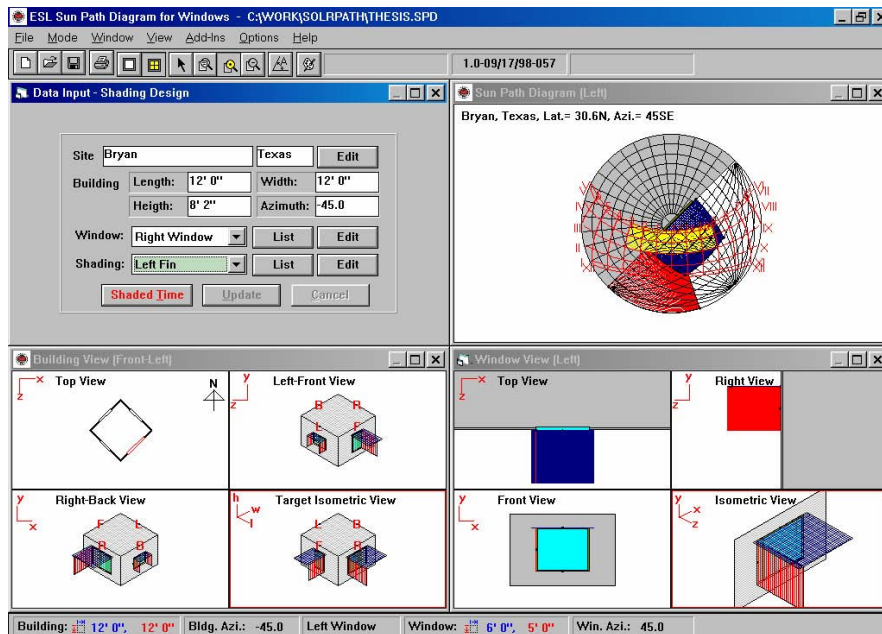 ESL Sun Path Diagram for Windows - C:\WORK\SOLRPATH\THESIS.SPD
File Mode Window View Add-Ins Options Help
1.0-09/17/98-057
Data Input - Shading Design
Site Bryan Texas Edit
Building Length: 12' 0" Width: 12' 0"
Heigth: 8' 2" Azimuth: -45.0
Window: Right Window List Edit
Shading: Left Fin List Edit
Shaded Time Update Cancel
Sun Path Diagram (Left)
Bryan, Texas, Lat.= 30.6N, Azi.= 45SE
Building View (Front-Left)
Top View
x
z
N
Left-Front View
y
z
B R
L F
Right-Back View
y
x
F L
R B
Target Isometric View
h
w
l
L B
F R
Window View (Left)
Top View
x
z
Right View
y
z
Front View
y
x
Isometric View
y
x
z
Building: 12' 0", 12' 0" Bldg. Azi.: -45.0 Left Window Window: 6' 0", 5' 0" Win. Azi.: 45.0